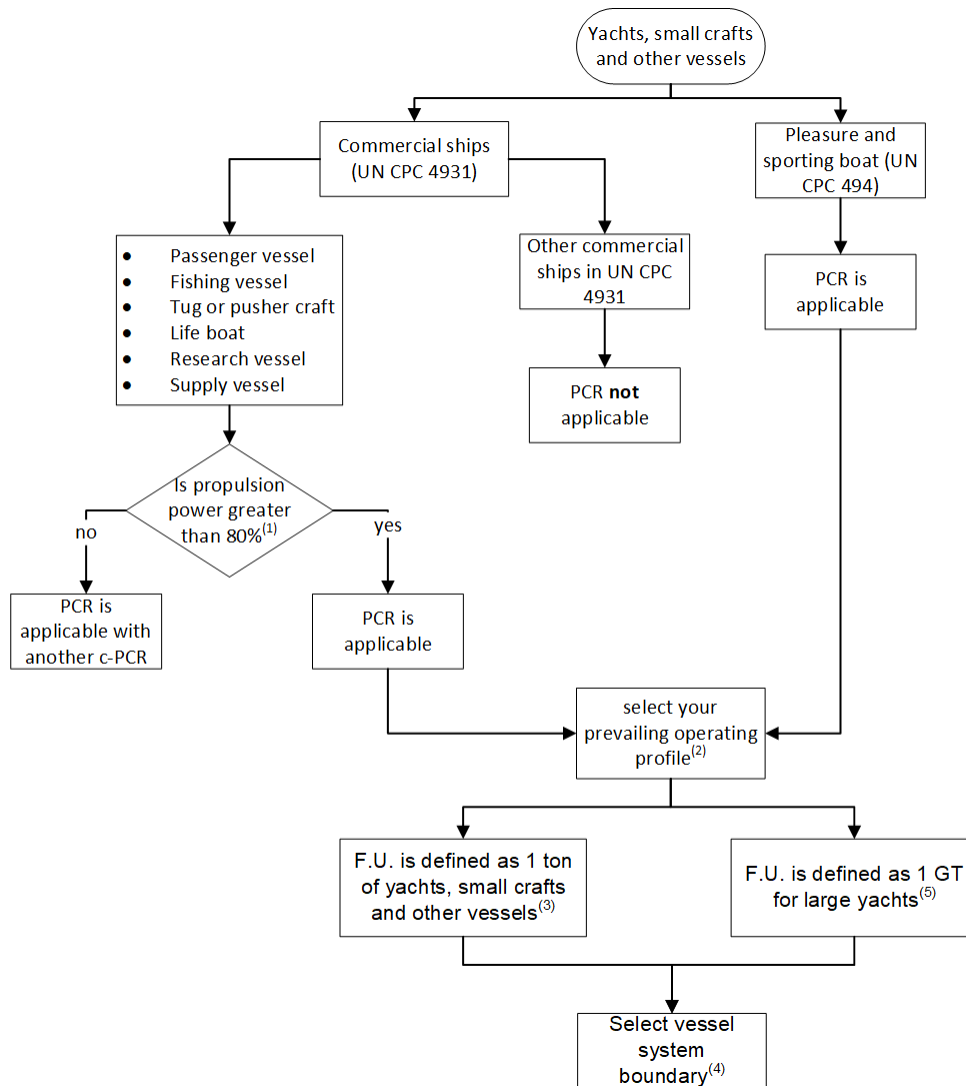 Yachts, small crafts
and other vessels
Commercial ships
(UN CPC 4931)
Pleasure and
sporting boat (UN
CPC 494)
● Passenger vessel
● Fishing vessel
● Tug or pusher craft
● Life boat
● Research vessel
● Supply vessel
Other commercial
ships in UN CPC
4931
PCR is
applicable
PCR not
applicable
Is propulsion
power greater
than 80%(1)
no
yes
PCR is
applicable with
another c-PCR
PCR is
applicable
select your
prevailing operating
profile(2)
F.U. is defined as 1 ton
of yachts, small crafts
and other vessels(3)
F.U. is defined as 1 GT
for large yachts(5)
Select vessel
system
boundary(4)